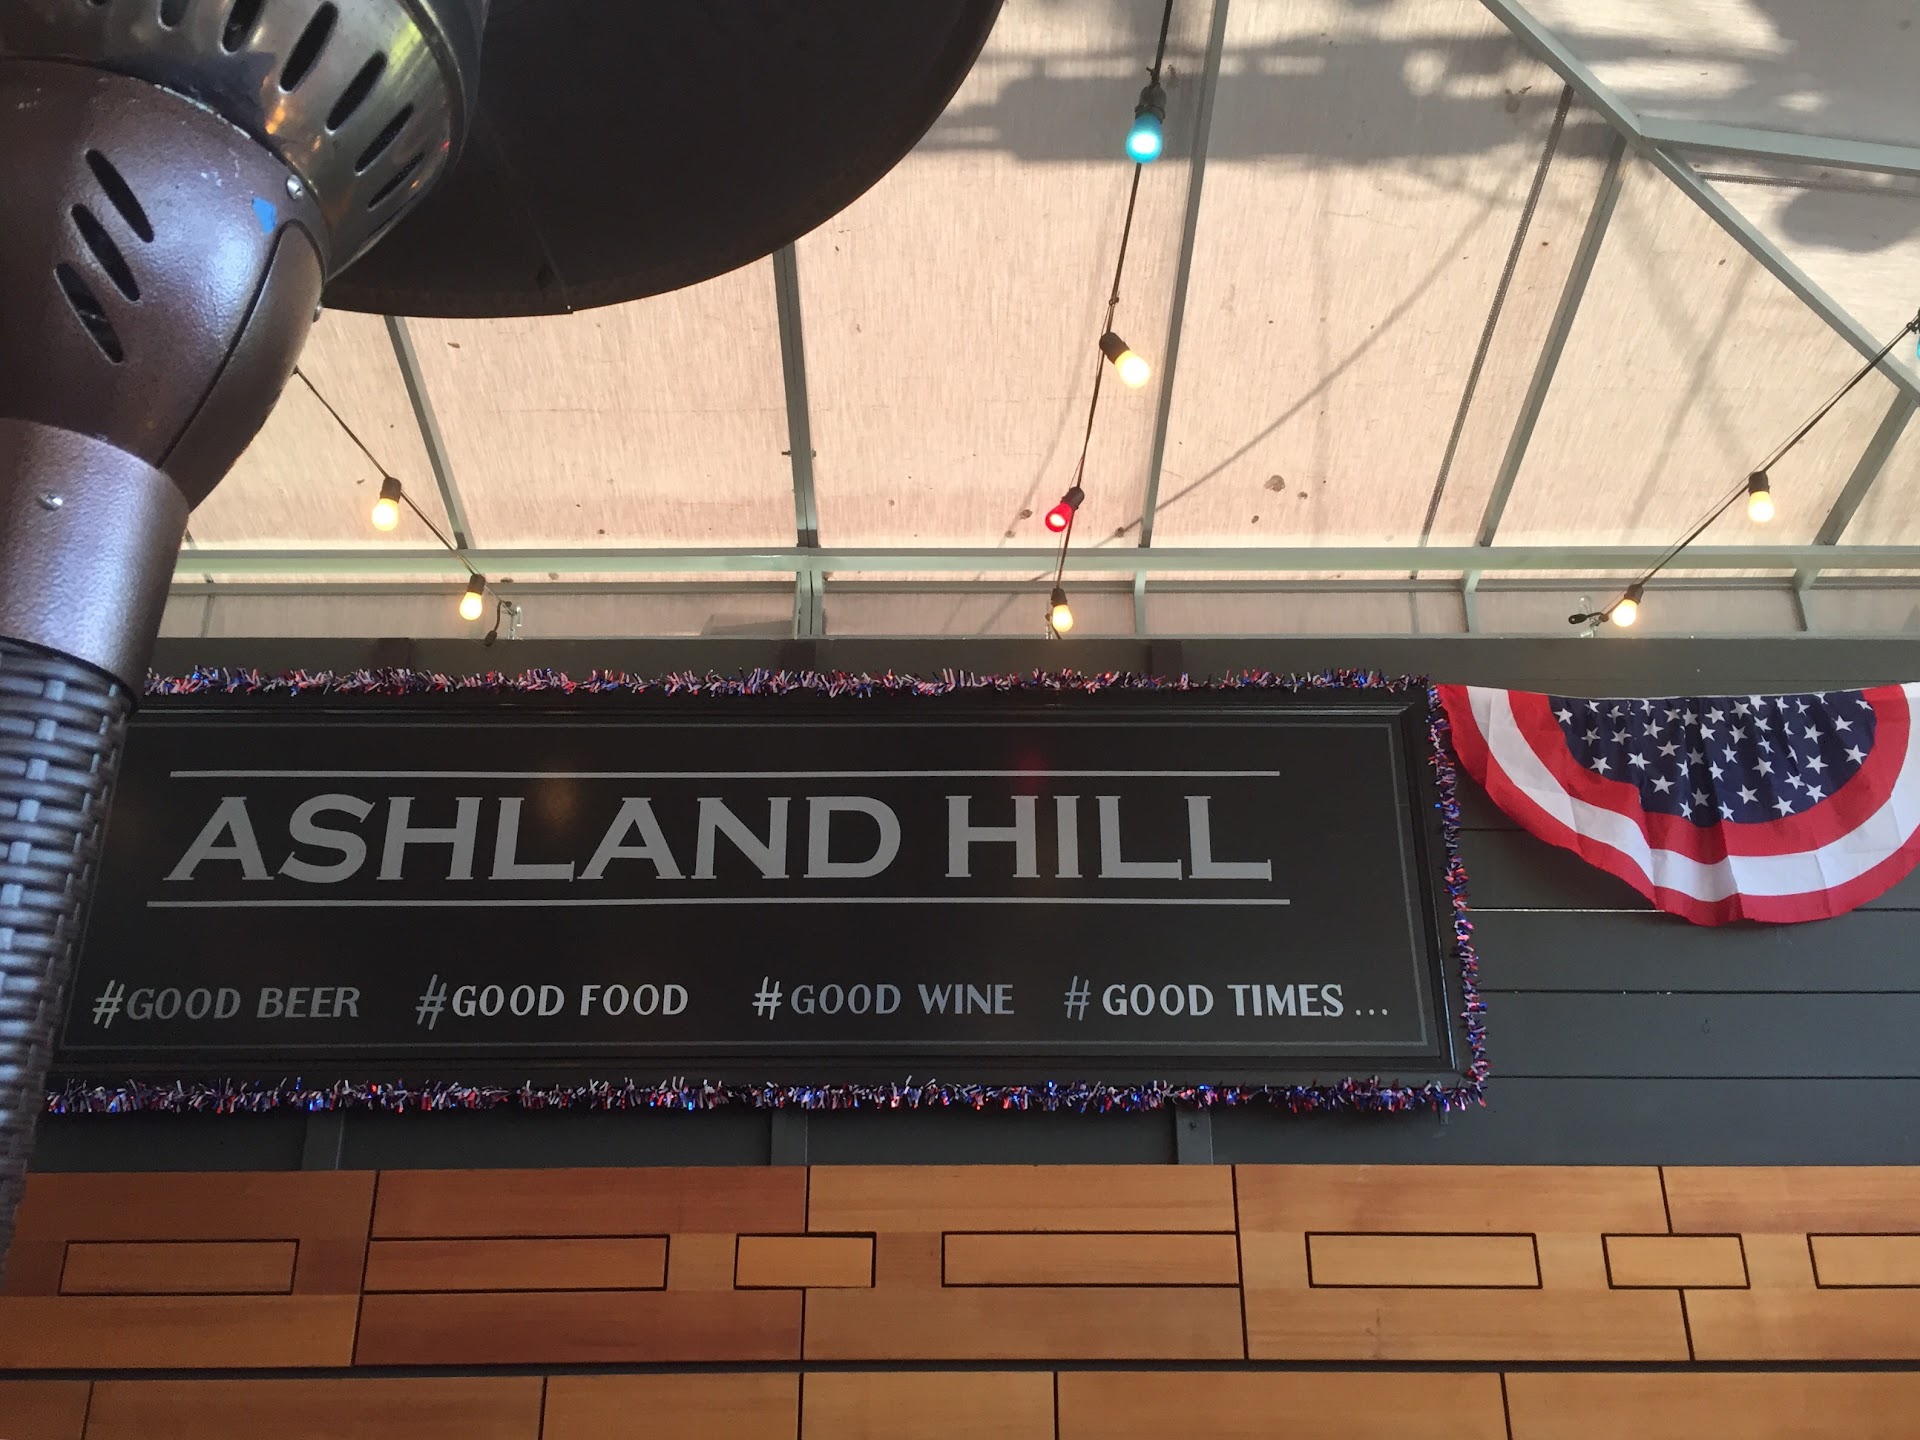 ASHLAND HILL
#GOOD BEER #GOOD FOOD #GOOD WINE # GOOD TIMES...